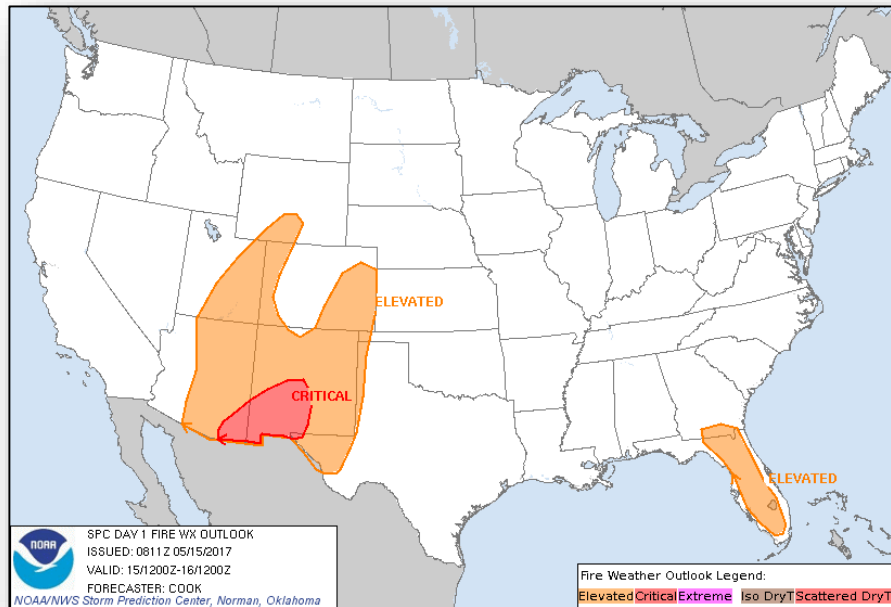 ELEVATED
CRITICAL
ELEVATED
NOAA
SPC DAY 1 FIRE WX OUTLOOK
ISSUED: 0811Z 05/15/2017
VALID: 15/1200Z-16/1200Z
FORECASTER: COOK
NOAA/NWS Storm Prediction Center, Norman, Oklahoma
Fire Weather Outlook Legend:
Elevated Critical Extreme Iso DryT Scattered DryT